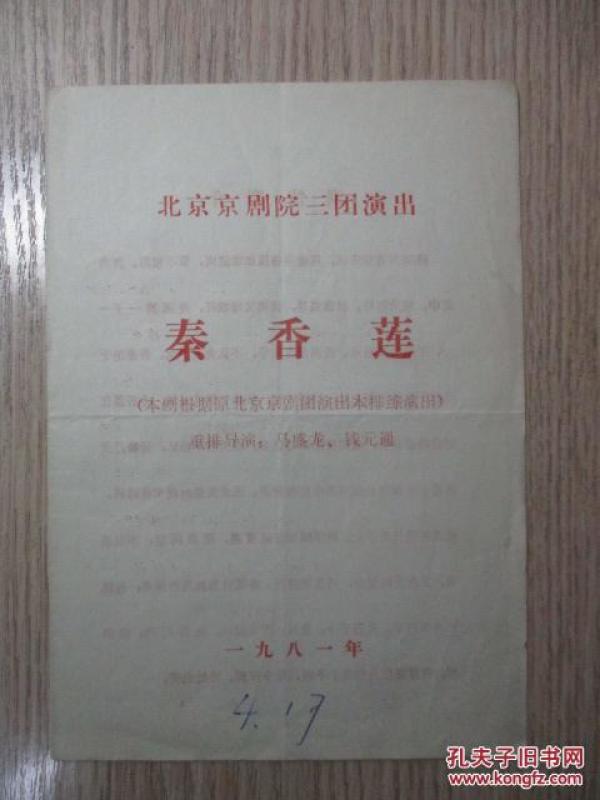 北京京剧院三团演出
秦香莲
(本剧根据原北京京剧团演出本排练演出)
重排导演:马盛龙、钱元通
一九八一年
4.17
孔夫子旧书网
www.kongfz.com